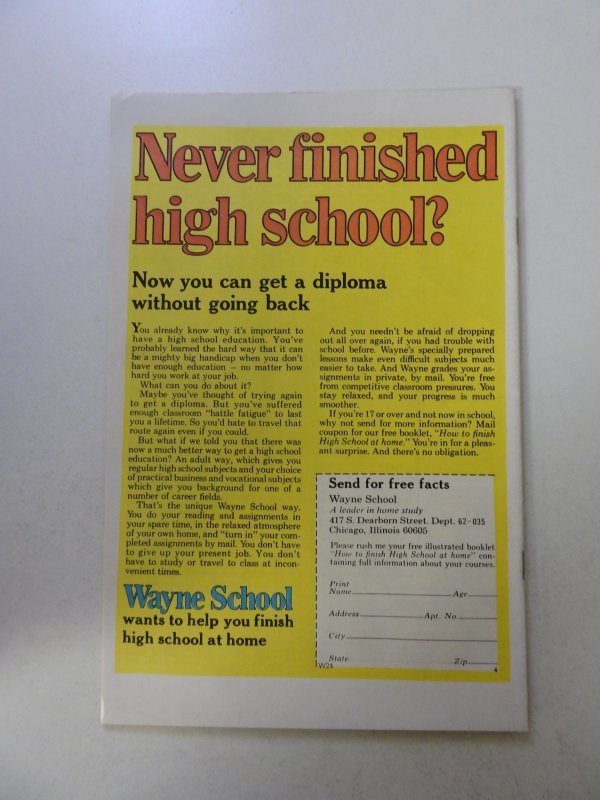 Never finished
high school?
Now you can get a diploma
without going back
You already know why it's important to
have a high school education. You've
probably learned the hard way that it can
be a mighty big handicap when you don't
have enough education – no matter how
hard you work at your job.
What can you do about it?
Maybe you've thought of trying again
to get a diploma. But you've suffered
enough classroom "battle fatigue" to last
you a lifetime. So you'd hate to travel that
route again even if you could.
But what if we told you that there was
now a much better way to get a high school
education? An adult way, which gives you
regular high school subjects and your choice
of practical business and vocational subjects
which give you background for one of a
number of career fields.
That's the unique Wayne School way.
You do your reading and assignments in
your spare time, in the relaxed atmosphere
of your own home, and "turn in" your com-
pleted assignments by mail. You don't have
to give up your present job. You don't
have to study or travel to class at incon-
venient times.
Wayne School
wants to help you finish
high school at home
And you needn't be afraid of dropping
out all over again, if you had trouble with
school before. Wayne's specially prepared
lessons make even difficult subjects much
easier to take. And Wayne grades your as-
signments in private, by mail. You're free
from competitive classroom pressures. You
stay relaxed, and your progress is much
smoother.
If you're 17 or over and not now in school,
why not send for more information? Mail
coupon for our free booklet, "How to finish
High School at home." You're in for a pleas-
ant surprise. And there's no obligation.
Send for free facts
Wayne School
A leader in home study
417 S. Dearborn Street. Dept. 62-035
Chicago, Illinois 60605
Please rush me your free illustrated booklet
"How to finish High School at home" con-
taining full information about your courses.
Print
Name Age
Address Apt. No.
City
State Zip
W24 4